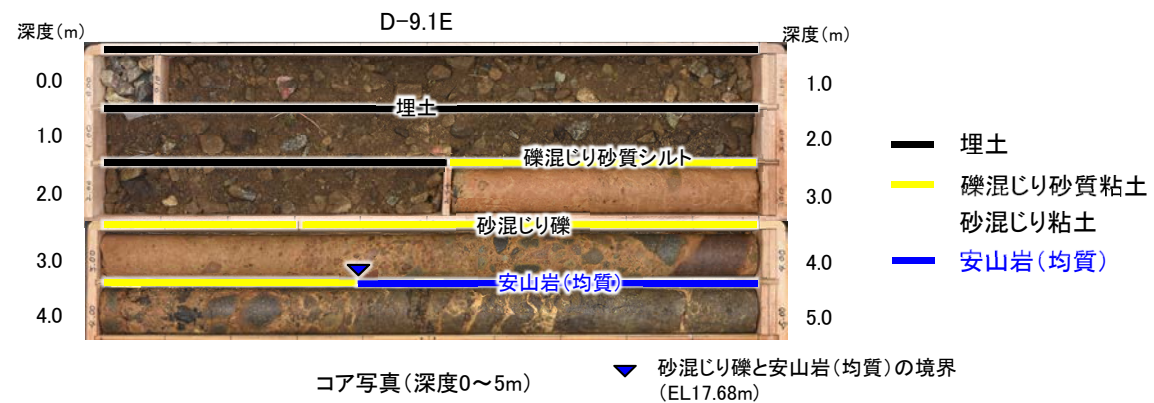 D-9.1E
深度(m)
深度(m)
0.0
1.0
埋土
1.0
2.0
礫混じり砂質シルト
2.0
3.0
砂混じり礫
3.0
4.0
安山岩(均質)
4.0
5.0
埋土
礫混じり砂質粘土
砂混じり粘土
安山岩(均質)
コア写真(深度0~5m)
砂混じり礫と安山岩(均質)の境界
(EL17.68m)